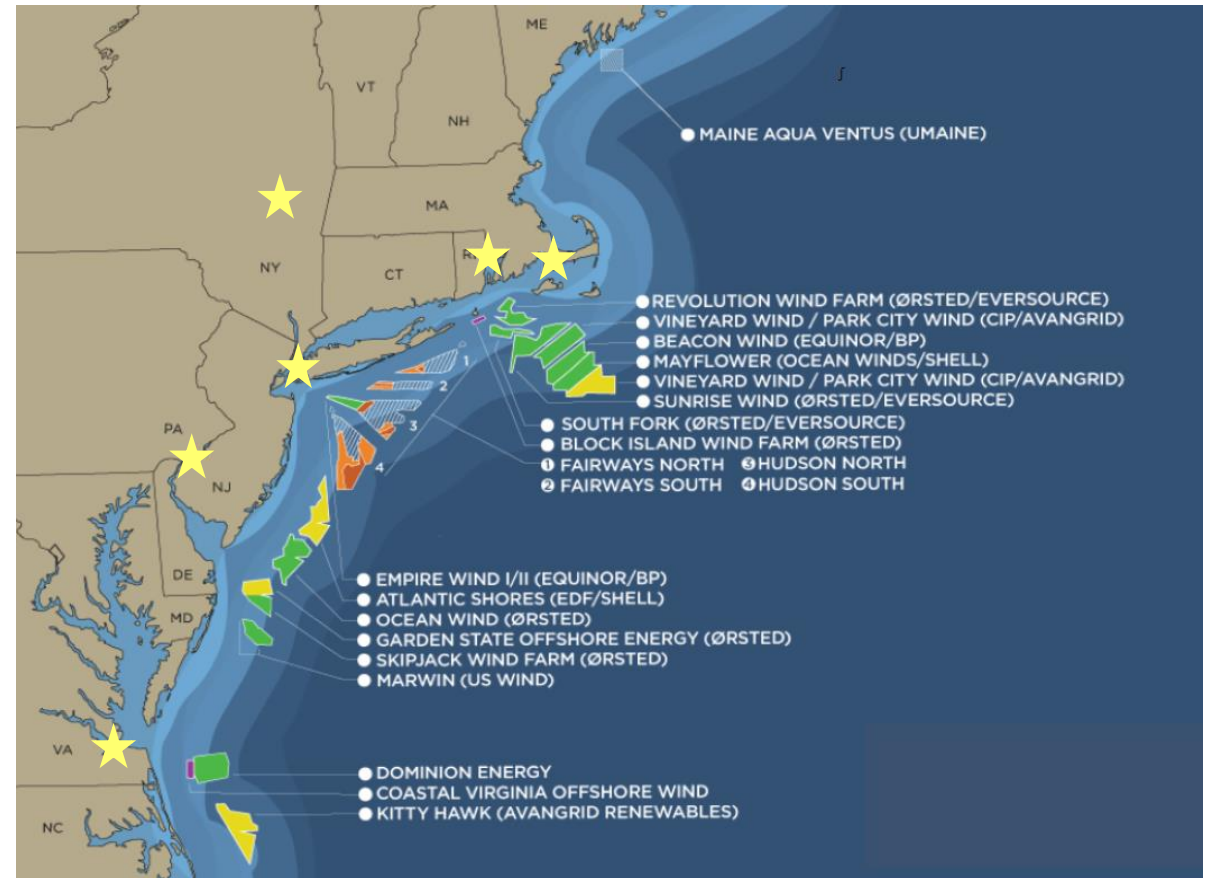 ME
VT
NH
MAINE AQUA VENTUS (UMAINE)
MA
NY
CT
REVOLUTION WIND FARM (ØRSTED/EVERSOURCE)
VINEYARD WIND / PARK CITY WIND (CIP/AVANGRID)
BEACON WIND (EQUINOR/BP)
MAYFLOWER (OCEAN WINDS/SHELL)
VINEYARD WIND / PARK CITY WIND (CIP/AVANGRID)
SUNRISE WIND (ØRSTED/EVERSOURCE)
1
2
3
4
SOUTH FORK (ØRSTED/EVERSOURCE)
BLOCK ISLAND WIND FARM (ØRSTED)
❶ FAIRWAYS NORTH ❸ HUDSON NORTH
❷ FAIRWAYS SOUTH ❹ HUDSON SOUTH
PA
NJ
DE
MD
EMPIRE WIND I/II (EQUINOR/BP)
ATLANTIC SHORES (EDF/SHELL)
OCEAN WIND (ØRSTED)
GARDEN STATE OFFSHORE ENERGY (ØRSTED)
SKIPJACK WIND FARM (ØRSTED)
MARWIN (US WIND)
VA
DOMINION ENERGY
COASTAL VIRGINIA OFFSHORE WIND
KITTY HAWK (AVANGRID RENEWABLES)
NC